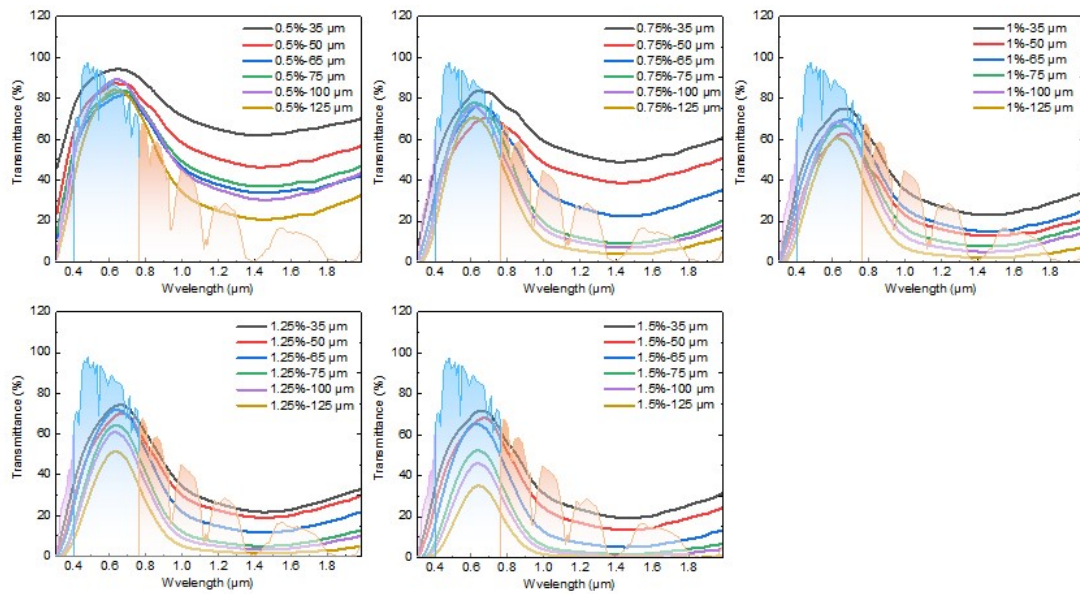 120
100
80
60
40
20
0
Transmittance (%)
0.5%-35 μm
0.5%-50 μm
0.5%-65 μm
0.5%-75 μm
0.5%-100 μm
0.5%-125 μm
0.4 0.6 0.8 1.0 1.2 1.4 1.6 1.8
Wavelength (μm)
120
100
80
60
40
20
0
Transmittance (%)
0.75%-35 μm
0.75%-50 μm
0.75%-65 μm
0.75%-75 μm
0.75%-100 μm
0.75%-125 μm
0.4 0.6 0.8 1.0 1.2 1.4 1.6 1.8
Wavelength (μm)
120
100
80
60
40
20
0
Transmittance (%)
1%-35 μm
1%-50 μm
1%-65 μm
1%-75 μm
1%-100 μm
1%-125 μm
0.4 0.6 0.8 1.0 1.2 1.4 1.6 1.8
Wavelength (μm)
120
100
80
60
40
20
0
Transmittance (%)
1.25%-35 μm
1.25%-50 μm
1.25%-65 μm
1.25%-75 μm
1.25%-100 μm
1.25%-125 μm
0.4 0.6 0.8 1.0 1.2 1.4 1.6 1.8
Wavelength (μm)
120
100
80
60
40
20
0
Transmittance (%)
1.5%-35 μm
1.5%-50 μm
1.5%-65 μm
1.5%-75 μm
1.5%-100 μm
1.5%-125 μm
0.4 0.6 0.8 1.0 1.2 1.4 1.6 1.8
Wavelength (μm)